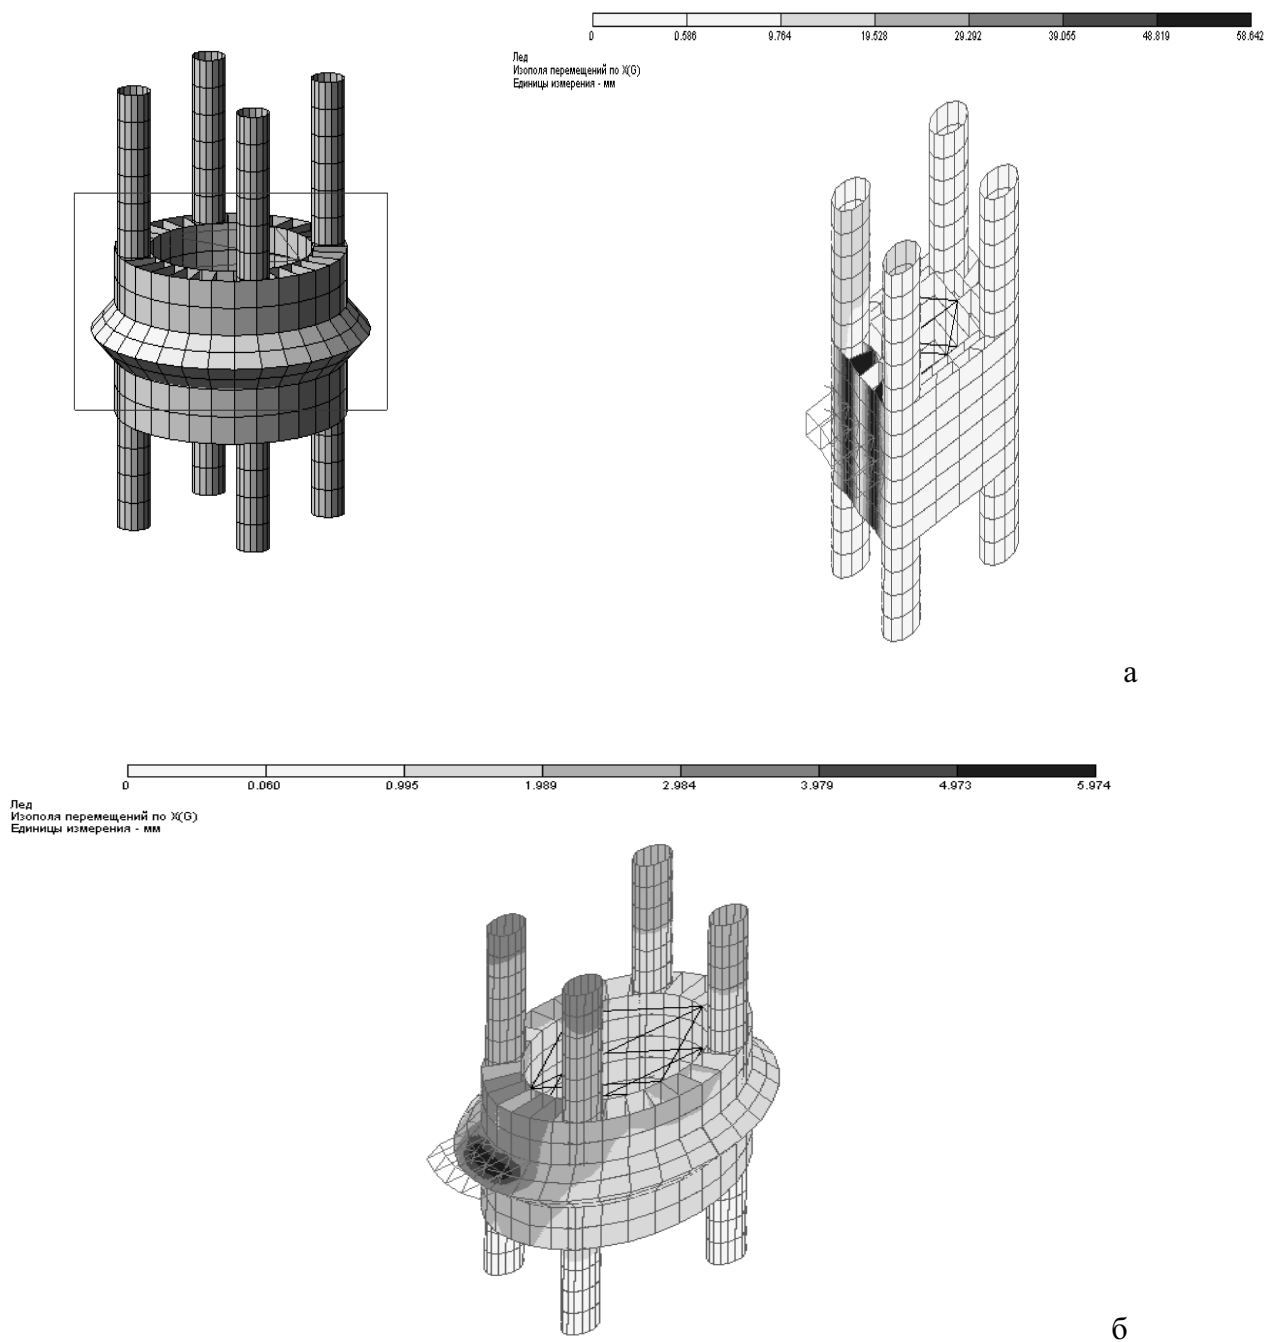 0 0.586 9.764 19.528 29.292 39.055 48.819 58.642
Лед
Изополя перемещений по X(G)
Единицы измерения - мм
а
0 0.060 0.995 1.989 2.984 3.979 4.973 5.974
Лед
Изополя перемещений по X(G)
Единицы измерения - мм
б